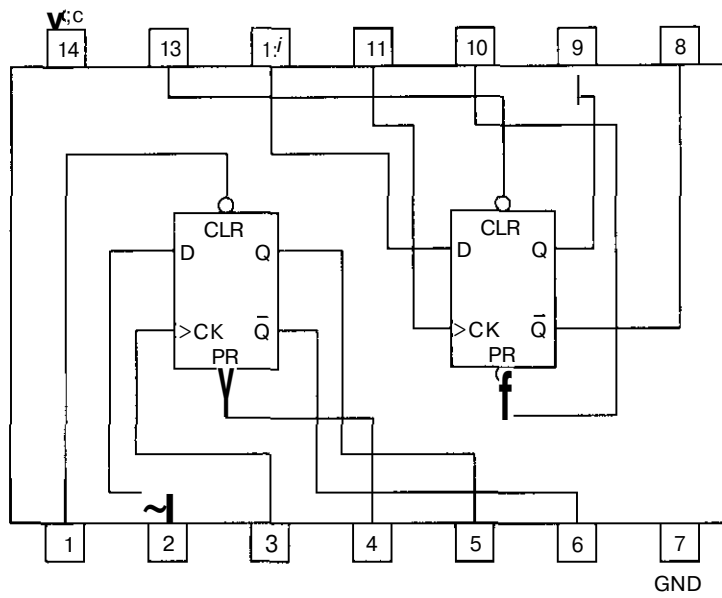 14 13 11 10 9 8
CLR CLR
D Q D Q
>CK Q̅ >CK Q̅
PR PR
1 2 3 4 5 6 7
GND